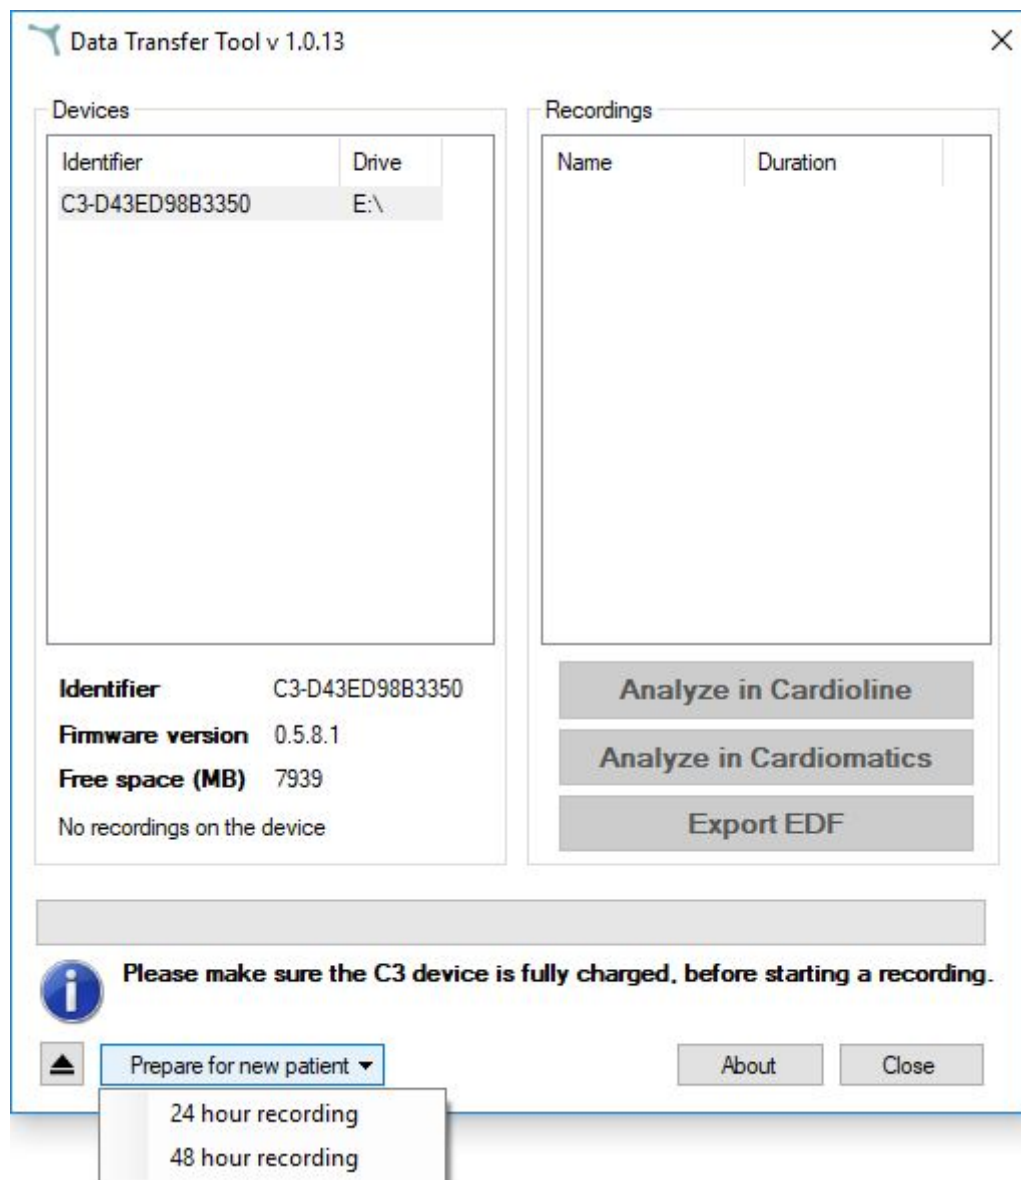 Data Transfer Tool v 1.0.13
Devices
Identifier Drive
C3-D43ED98B3350 E:\
Identifier C3-D43ED98B3350
Firmware version 0.5.8.1
Free space (MB) 7939
No recordings on the device
Recordings
Name Duration
Analyze in Cardioline
Analyze in Cardiomatics
Export EDF
Please make sure the C3 device is fully charged, before starting a recording.
Prepare for new patient
About
Close
24 hour recording
48 hour recording